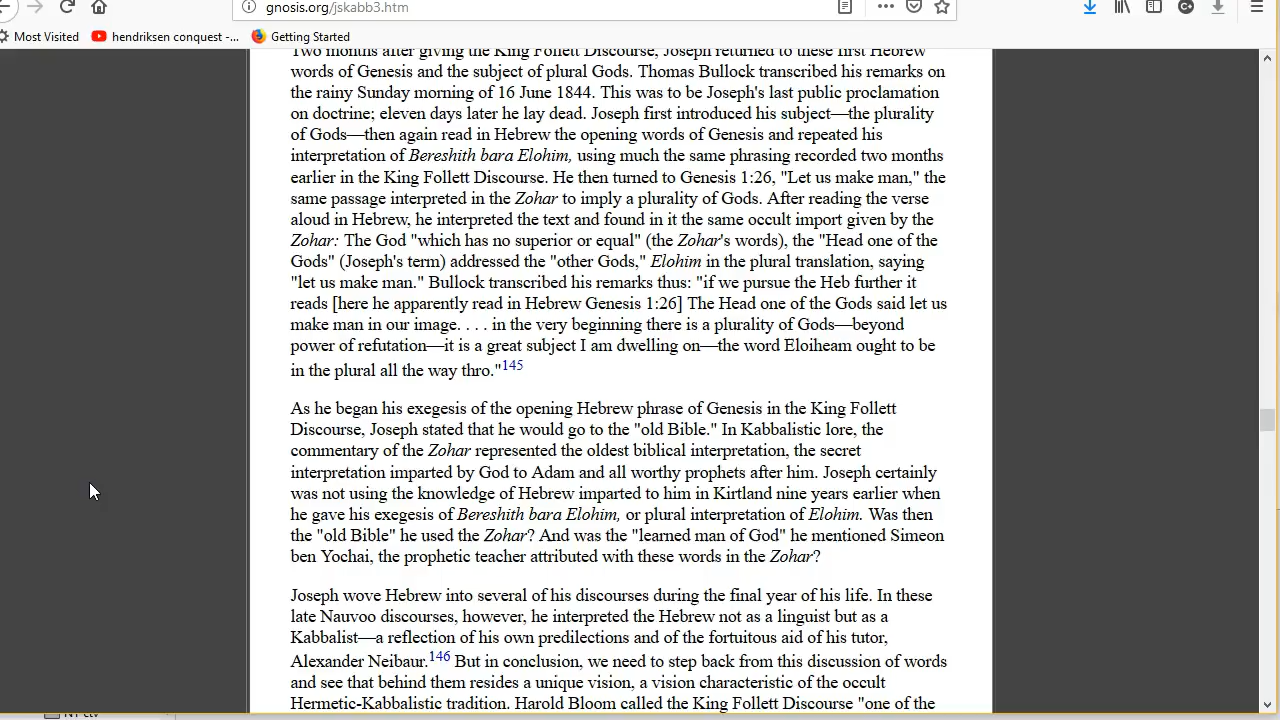 gnosis.org/jskabb3.htm
Most Visited hendriksen conquest -... Getting Started
Two months after giving the King Follett Discourse, Joseph returned to these first Hebrew
words of Genesis and the subject of plural Gods. Thomas Bullock transcribed his remarks on
the rainy Sunday morning of 16 June 1844. This was to be Joseph's last public proclamation
on doctrine; eleven days later he lay dead. Joseph first introduced his subject—the plurality
of Gods—then again read in Hebrew the opening words of Genesis and repeated his
interpretation of Bereshith bara Elohim, using much the same phrasing recorded two months
earlier in the King Follett Discourse. He then turned to Genesis 1:26, "Let us make man," the
same passage interpreted in the Zohar to imply a plurality of Gods. After reading the verse
aloud in Hebrew, he interpreted the text and found in it the same occult import given by the
Zohar: The God "which has no superior or equal" (the Zohar's words), the "Head one of the
Gods" (Joseph's term) addressed the "other Gods," Elohim in the plural translation, saying
"let us make man." Bullock transcribed his remarks thus: "if we pursue the Heb further it
reads [here he apparently read in Hebrew Genesis 1:26] The Head one of the Gods said let us
make man in our image. . . . in the very beginning there is a plurality of Gods—beyond
power of refutation—it is a great subject I am dwelling on—the word Eloiheam ought to be
in the plural all the way thro."145
As he began his exegesis of the opening Hebrew phrase of Genesis in the King Follett
Discourse, Joseph stated that he would go to the "old Bible." In Kabbalistic lore, the
commentary of the Zohar represented the oldest biblical interpretation, the secret
interpretation imparted by God to Adam and all worthy prophets after him. Joseph certainly
was not using the knowledge of Hebrew imparted to him in Kirtland nine years earlier when
he gave his exegesis of Bereshith bara Elohim, or plural interpretation of Elohim. Was then
the "old Bible" he used the Zohar? And was the "learned man of God" he mentioned Simeon
ben Yochai, the prophetic teacher attributed with these words in the Zohar?
Joseph wove Hebrew into several of his discourses during the final year of his life. In these
late Nauvoo discourses, however, he interpreted the Hebrew not as a linguist but as a
Kabbalist—a reflection of his own predilections and of the fortuitous aid of his tutor,
Alexander Neibaur.146 But in conclusion, we need to step back from this discussion of words
and see that behind them resides a unique vision, a vision characteristic of the occult
Hermetic-Kabbalistic tradition. Harold Bloom called the King Follett Discourse "one of the